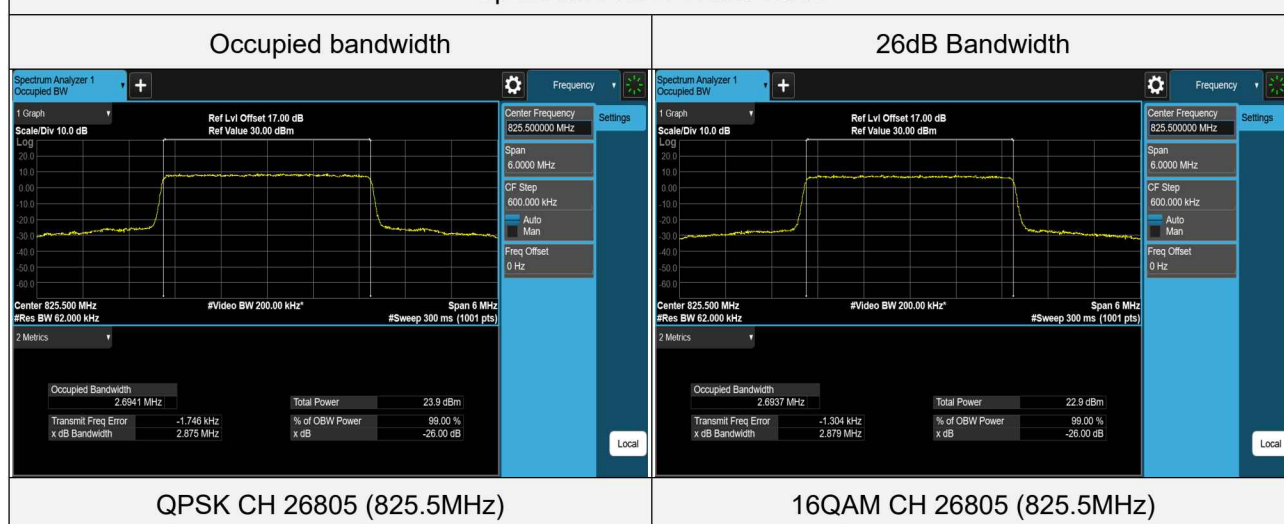 Occupied bandwidth
26dB Bandwidth
Spectrum Analyzer 1
Occupied BW
+
Frequency
1 Graph
Scale/Div 10.0 dB
Ref Lvl Offset 17.00 dB
Ref Value 30.00 dBm
Log
20.0
10.0
0.00
-10.0
-20.0
-30.0
-40.0
-50.0
-60.0
Center 825.500 MHz
#Video BW 200.00 kHz*
Span 6 MHz
#Res BW 62.000 kHz
#Sweep 300 ms (1001 pts)
Center Frequency
825.500000 MHz
Settings
Span
6.0000 MHz
CF Step
600.000 kHz
Auto
Man
Freq Offset
0 Hz
2 Metrics
Occupied Bandwidth
2.6941 MHz
Total Power 23.9 dBm
Transmit Freq Error -1.746 kHz
% of OBW Power 99.00 %
x dB Bandwidth 2.875 MHz
x dB -26.00 dB
Local
Spectrum Analyzer 1
Occupied BW
+
Frequency
1 Graph
Scale/Div 10.0 dB
Ref Lvl Offset 17.00 dB
Ref Value 30.00 dBm
Log
20.0
10.0
0.00
-10.0
-20.0
-30.0
-40.0
-50.0
-60.0
Center 825.500 MHz
#Video BW 200.00 kHz*
Span 6 MHz
#Res BW 62.000 kHz
#Sweep 300 ms (1001 pts)
Center Frequency
825.500000 MHz
Settings
Span
6.0000 MHz
CF Step
600.000 kHz
Auto
Man
Freq Offset
0 Hz
2 Metrics
Occupied Bandwidth
2.6937 MHz
Total Power 22.9 dBm
Transmit Freq Error -1.304 kHz
% of OBW Power 99.00 %
x dB Bandwidth 2.879 MHz
x dB -26.00 dB
Local
QPSK CH 26805 (825.5MHz)
16QAM CH 26805 (825.5MHz)